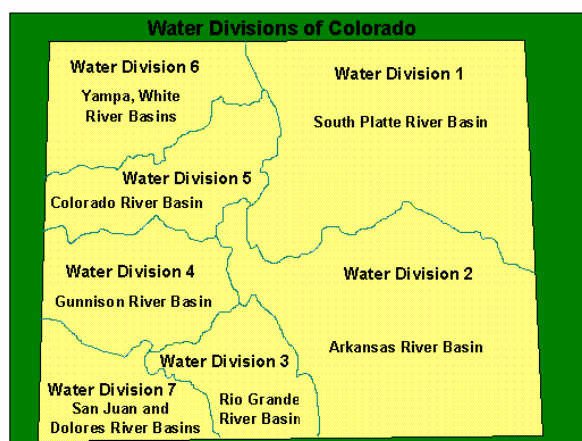 Water Divisions of Colorado
Water Division 6
Yampa, White
River Basins
Water Division 1
South Platte River Basin
Water Division 5
Colorado River Basin
Water Division 4
Gunnison River Basin
Water Division 2
Arkansas River Basin
Water Division 3
Rio Grande
River Basin
Water Division 7
San Juan and
Dolores River Basins